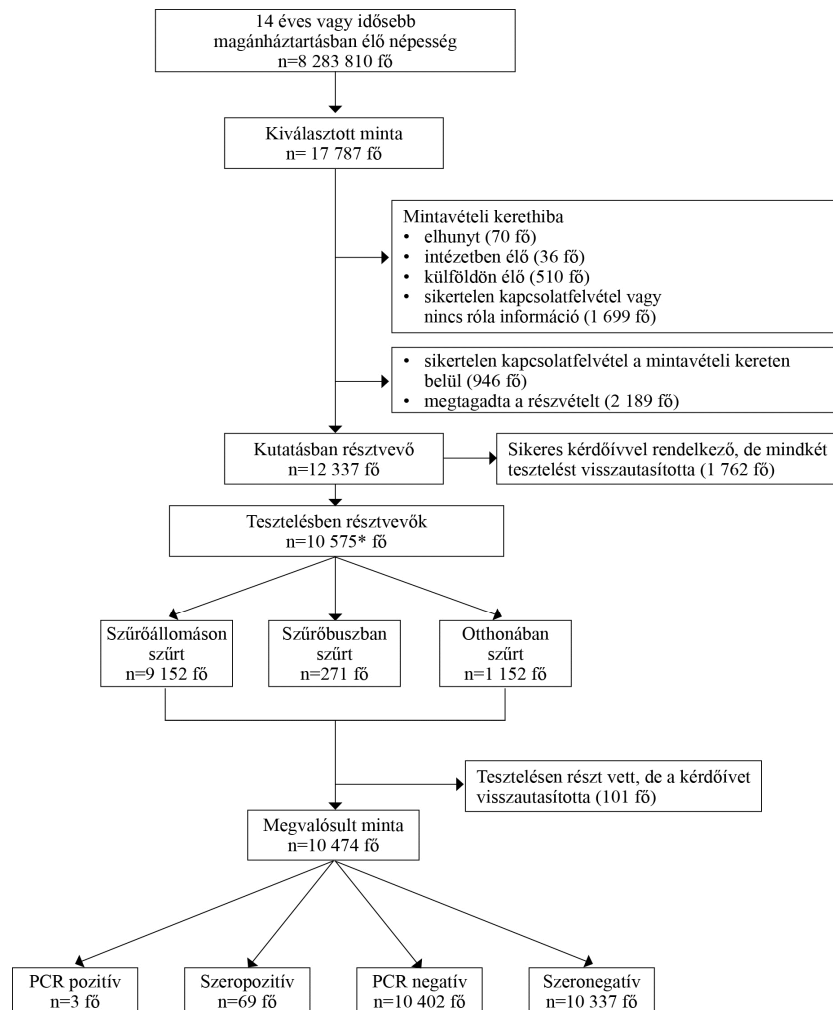 14 éves vagy idősebb
magánháztartásban élő népesség
n=8 283 810 fő
Kiválasztott minta
n= 17 787 fő
Mintavételi kerethiba
• elhunyt (70 fő)
• intézetben élő (36 fő)
• külföldön élő (510 fő)
• sikertelen kapcsolatfelvétel vagy
nincs róla információ (1 699 fő)
• sikertelen kapcsolatfelvétel a mintavételi kereten
belül (946 fő)
• megtagadta a részvételt (2 189 fő)
Kutatásban résztvevő
n=12 337 fő
Sikeres kérdőívvel rendelkező, de mindkét
tesztelést visszautasította (1 762 fő)
Tesztelésben résztvevők
n=10 575* fő
Szűrőállomáson
szűrt
n=9 152 fő
Szűrőbuszban
szűrt
n=271 fő
Otthonában
szűrt
n=1 152 fő
Tesztelésen részt vett, de a kérdőívet
visszautasította (101 fő)
Megvalósult minta
n=10 474 fő
PCR pozitív
n=3 fő
Szeropozitív
n=69 fő
PCR negatív
n=10 402 fő
Szeronegatív
n=10 337 fő